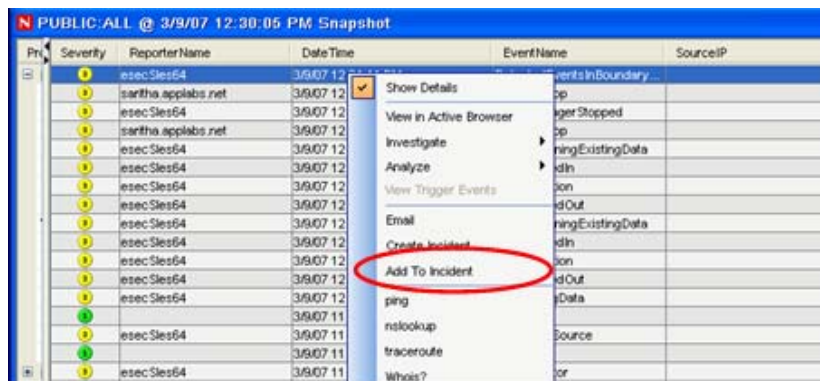 PUBLIC:ALL @ 3/9/07 12:30:05 PM Snapshot
Severity ReporterName DateTime EventName SourceIP
esecSles64 3/9/07 12
saritha.applabs.net 3/9/07 12
esecSles64 3/9/07 12
saritha.applabs.net 3/9/07 12
esecSles64 3/9/07 12 ningExistingData
esecSles64 3/9/07 12 edIn
esecSles64 3/9/07 12
esecSles64 3/9/07 12 dOut
esecSles64 3/9/07 12 ningExistingData
esecSles64 3/9/07 12 edIn
esecSles64 3/9/07 12
esecSles64 3/9/07 12 dOut
esecSles64 3/9/07 12 Data
3/9/07 11
esecSles64 3/9/07 11 Source
3/9/07 11
esecSles64 3/9/07 11 tor
Show Details
View in Active Browser
Investigate
Analyze
View Trigger Events
Email
Create Incident
Add To Incident
ping
nslookup
traceroute
Whois?